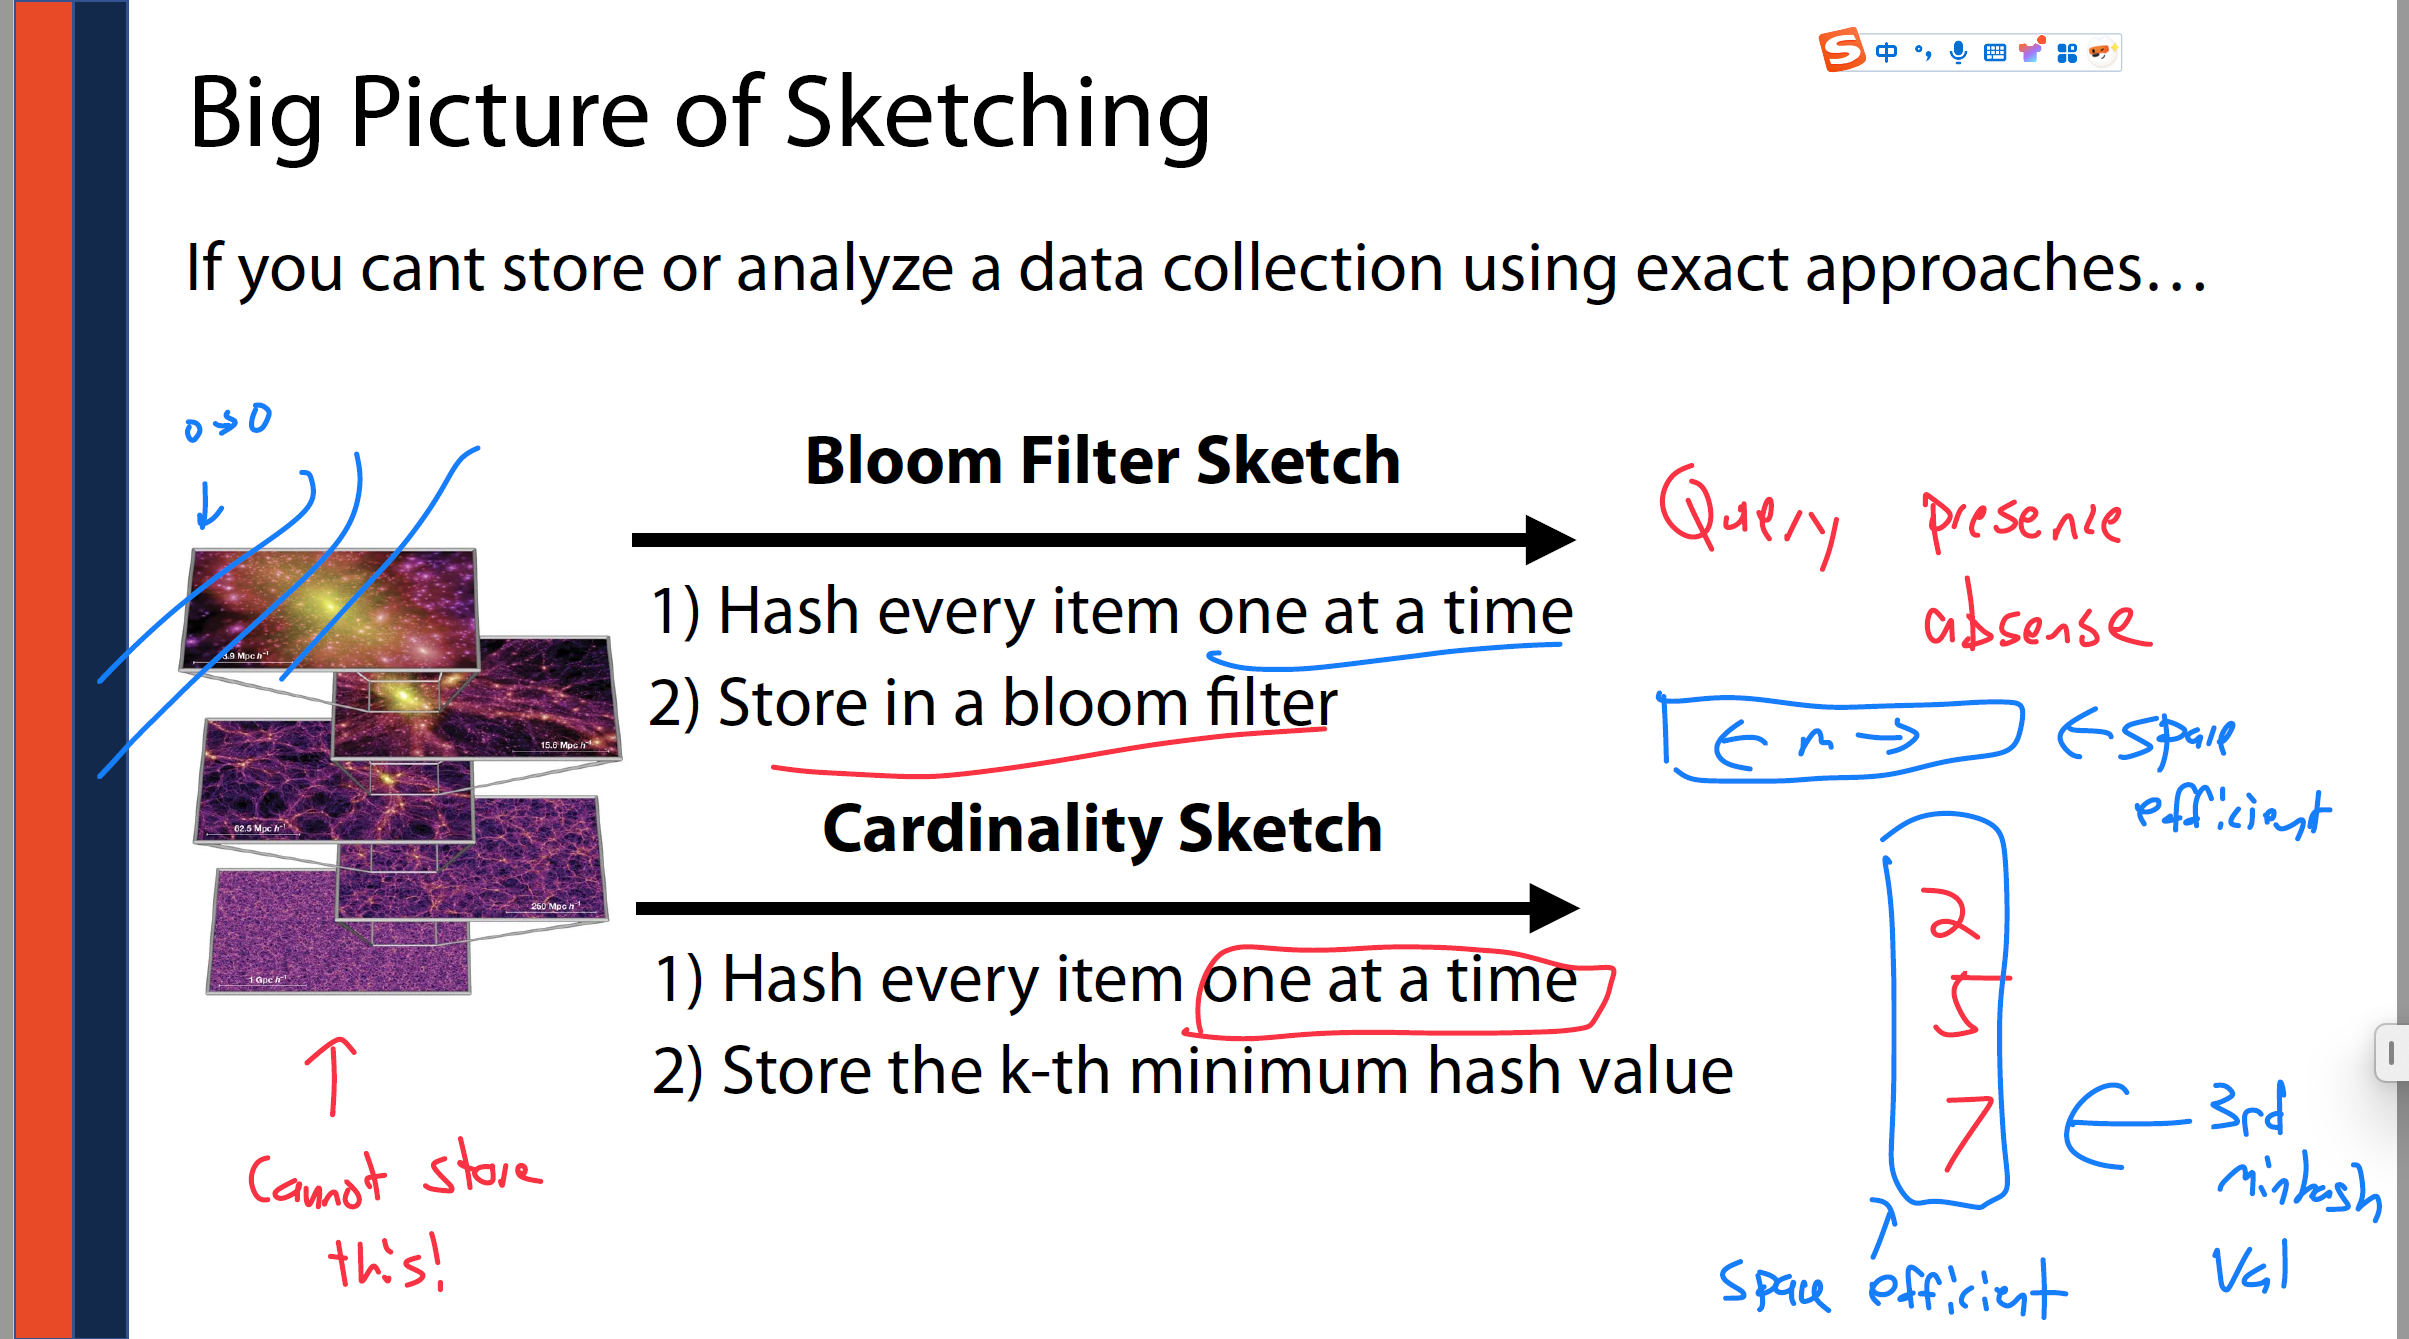 中
Big Picture of Sketching
If you cant store or analyze a data collection using exact approaches...
0 → 0
Bloom Filter Sketch
1) Hash every item one at a time
2) Store in a bloom filter
Query presence
absense
← m →
← space
efficient
3.9 Mpc h⁻¹
15.6 Mpc h⁻¹
62.5 Mpc h⁻¹
250 Mpc h⁻¹
1 Gpc h⁻¹
Cardinality Sketch
1) Hash every item one at a time
2) Store the k-th minimum hash value
2
5
7
3rd
minhash
val
Cannot store
this!
space efficient